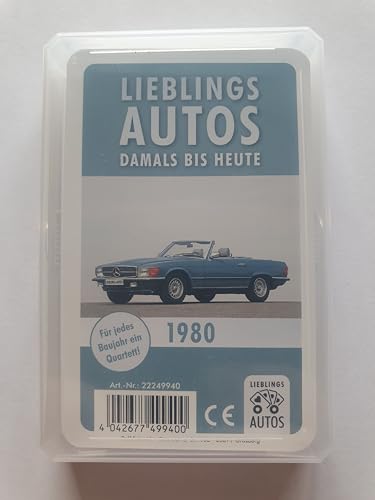 LIEBLINGS
AUTOS
DAMALS BIS HEUTE
1980
Für jedes
Baujahr ein
Quartett!
Art.-Nr.: 22249940
4 042677 499400
CE
LIEBLINGS
AUTOS